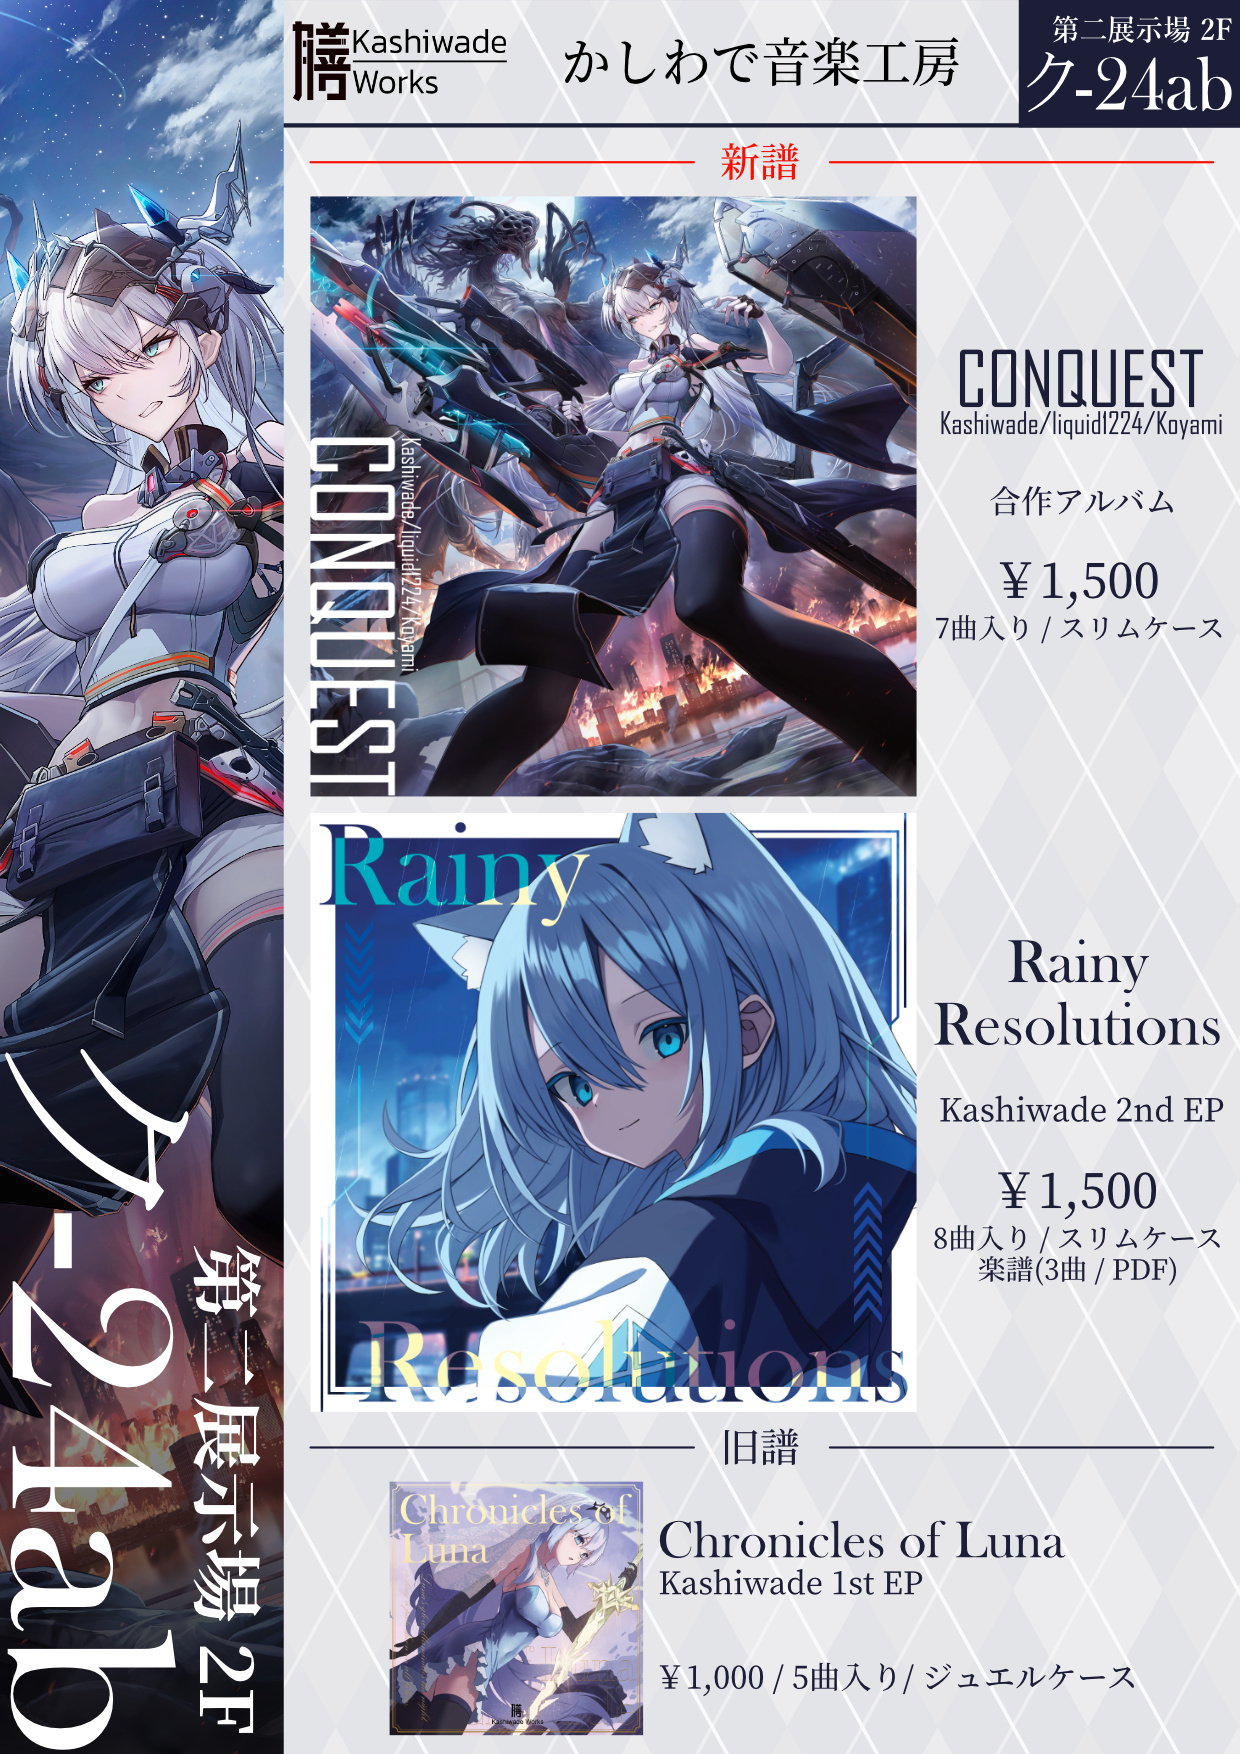 膳
Kashiwade
Works
かしわで音楽工房
第二展示場 2F
ク-24ab
新譜
CONQUEST
Kashiwade/liquid1224/Koyami
CONQUEST
Kashiwade/liquid1224/Koyami
合作アルバム
¥1,500
7曲入り / スリムケース
Rainy
Resolutions
Rainy
Resolutions
Kashiwade 2nd EP
¥1,500
8曲入り / スリムケース
楽譜(3曲 / PDF)
旧譜
Chronicles of
Luna
膳
Kashiwade Works
Chronicles of Luna
Kashiwade 1st EP
¥1,000 / 5曲入り/ ジュエルケース
ク-24ab
第二展示場 2F